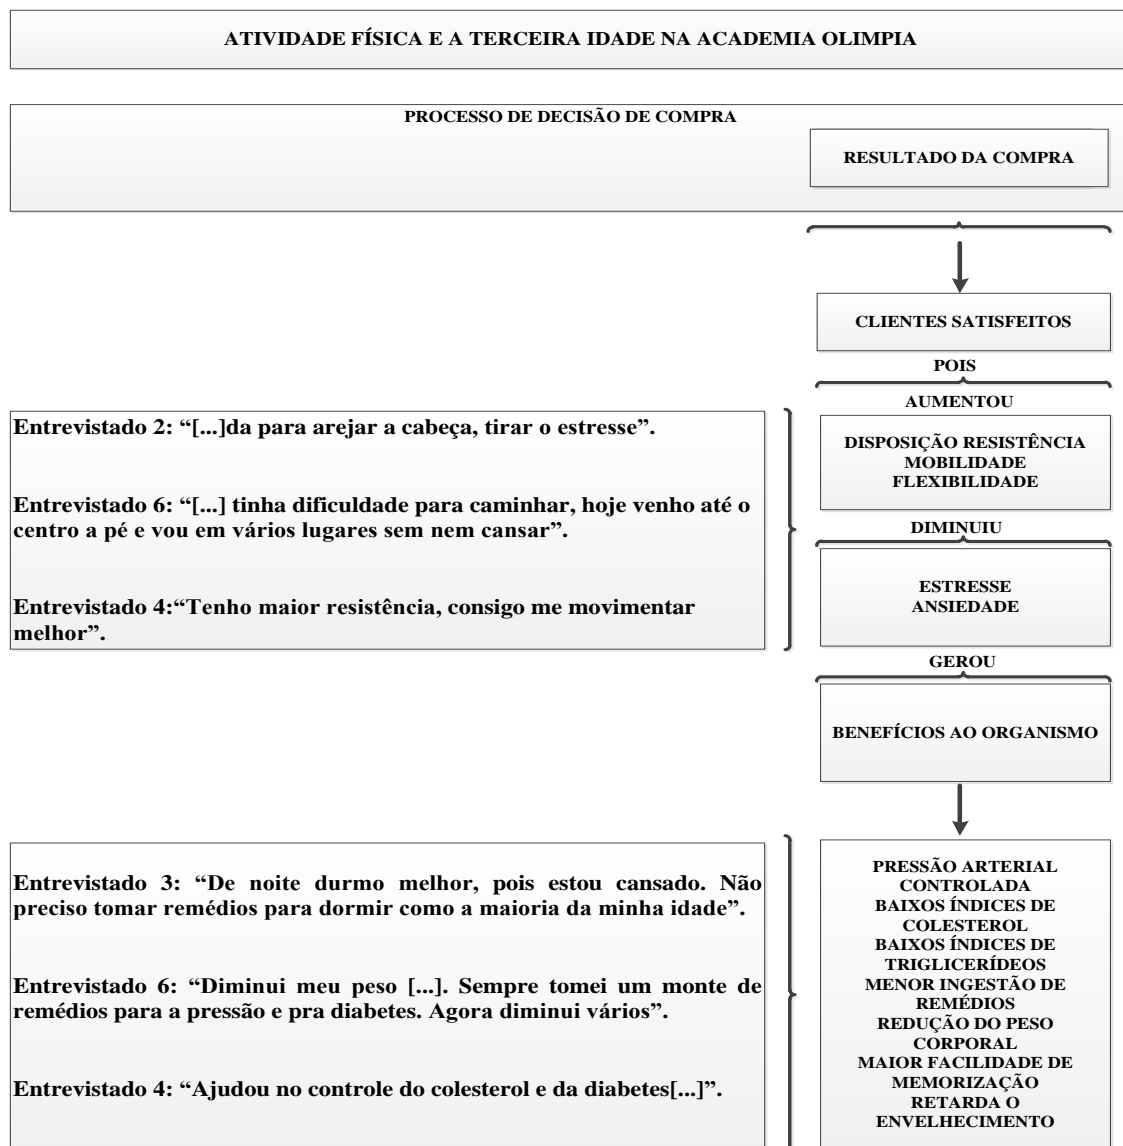 ATIVIDADE FÍSICA E A TERCEIRA IDADE NA ACADEMIA OLIMPIA
PROCESSO DE DECISÃO DE COMPRA
RESULTADO DA COMPRA
CLIENTES SATISFEITOS
POIS
AUMENTOU
DISPOSIÇÃO RESISTÊNCIA
MOBILIDADE
FLEXIBILIDADE
Entrevistado 2: “[...]da para arejar a cabeça, tirar o estresse”.
Entrevistado 6: “[...] tinha dificuldade para caminhar, hoje venho até o
centro a pé e vou em vários lugares sem nem cansar”.
Entrevistado 4:“Tenho maior resistência, consigo me movimentar
melhor”.
DIMINUIU
ESTRESSE
ANSIEDADE
GEROU
BENEFÍCIOS AO ORGANISMO
Entrevistado 3: “De noite durmo melhor, pois estou cansado. Não
preciso tomar remédios para dormir como a maioria da minha idade”.
Entrevistado 6: “Diminui meu peso [...]. Sempre tomei um monte de
remédios para a pressão e pra diabetes. Agora diminui vários”.
Entrevistado 4: “Ajudou no controle do colesterol e da diabetes[...]”.
PRESSÃO ARTERIAL
CONTROLADA
BAIXOS ÍNDICES DE
COLESTEROL
BAIXOS ÍNDICES DE
TRIGLICERÍDEOS
MENOR INGESTÃO DE
REMÉDIOS
REDUÇÃO DO PESO
CORPORAL
MAIOR FACILIDADE DE
MEMORIZAÇÃO
RETARDA O
ENVELHECIMENTO